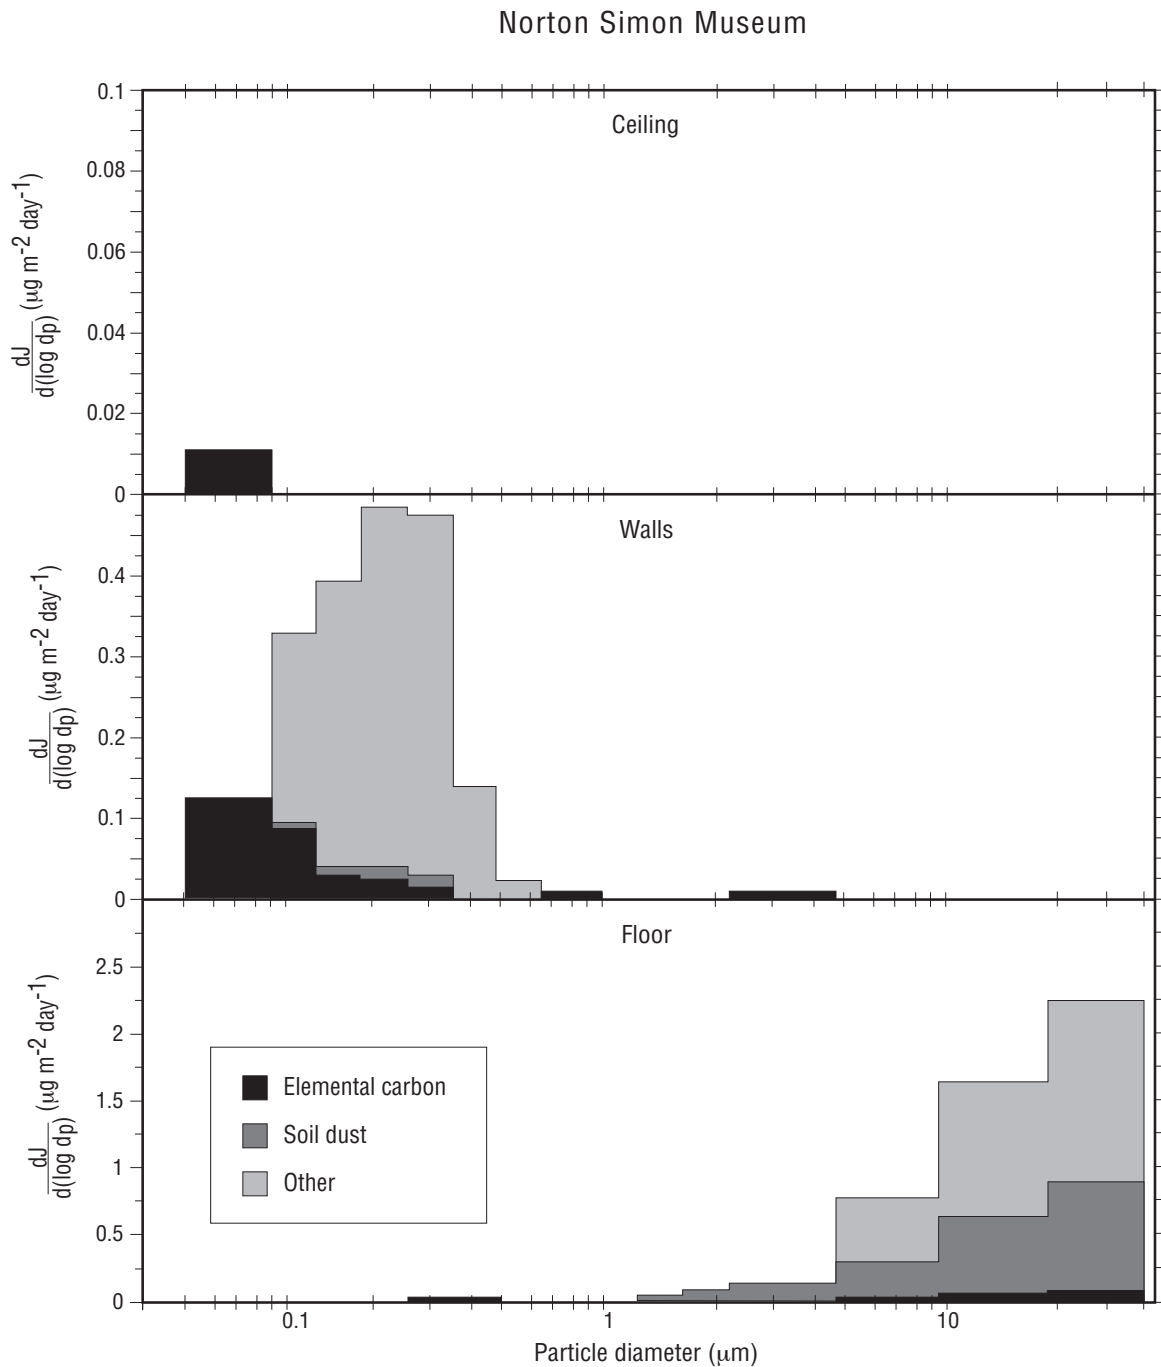 Norton Simon Museum
Ceiling
0.1
0.08
0.06
0.04
0.02
0
dJ
d(log dp)
(μg m-2 day-1)
Walls
0.4
0.3
0.2
0.1
0
dJ
d(log dp)
(μg m-2 day-1)
Floor
2.5
2
1.5
1
0.5
0
dJ
d(log dp)
(μg m-2 day-1)
Elemental carbon
Soil dust
Other
0.1
1
10
Particle diameter (μm)